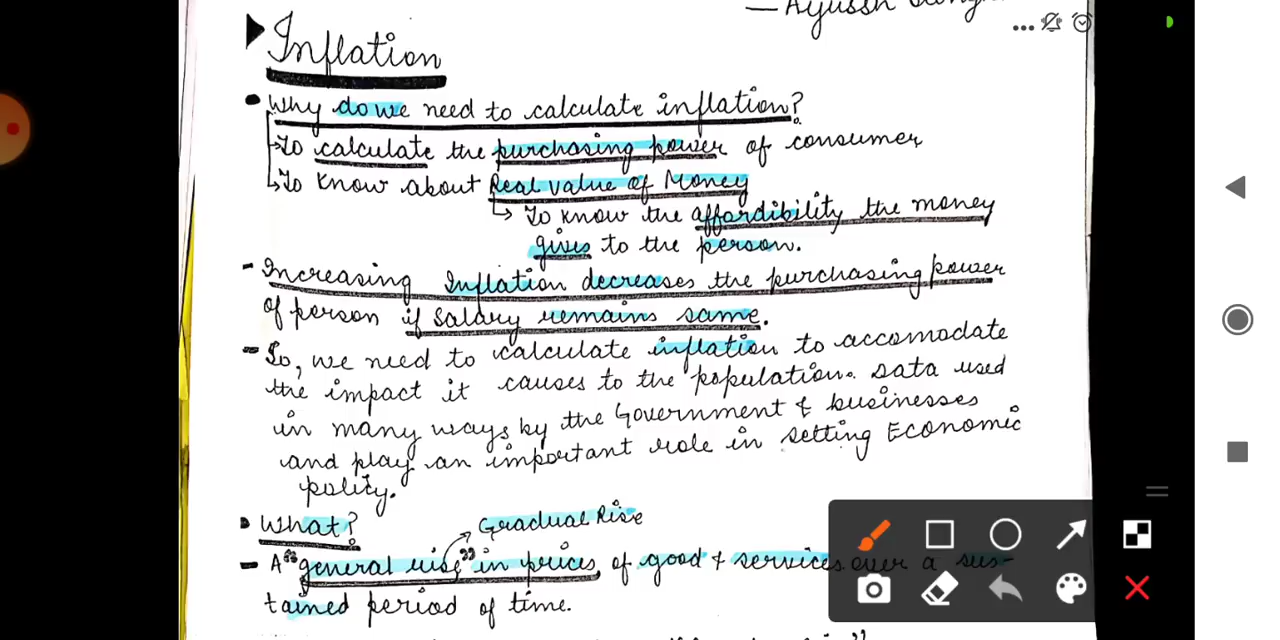 — Ayussh
Inflation
Why do we need to calculate inflation?
To calculate the purchasing power of consumer
To know about Real value of Money
To know the affordibility the money
gives to the person.
- Increasing Inflation decreases the purchasing power
of person if salary remains same.
- So, we need to calculate inflation to accomodate
the impact it causes to the population. Data used
in many ways by the Government & businesses
and play an important role in setting Economic
policy.
What?
Gradual Rise
- A "general rise" in prices of good & services over a sus-
tained period of time.